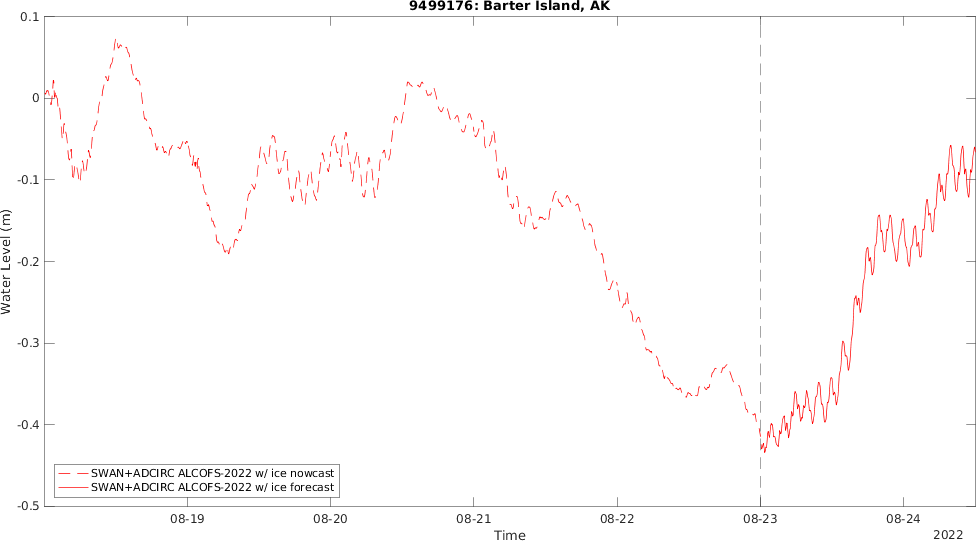 9499176: Barter Island, AK
0.1
0
-0.1
-0.2
-0.3
-0.4
-0.5
Water Level (m)
SWAN+ADCIRC ALCOFS-2022 w/ ice nowcast
SWAN+ADCIRC ALCOFS-2022 w/ ice forecast
08-19 08-20 08-21 08-22 08-23 08-24
Time
2022